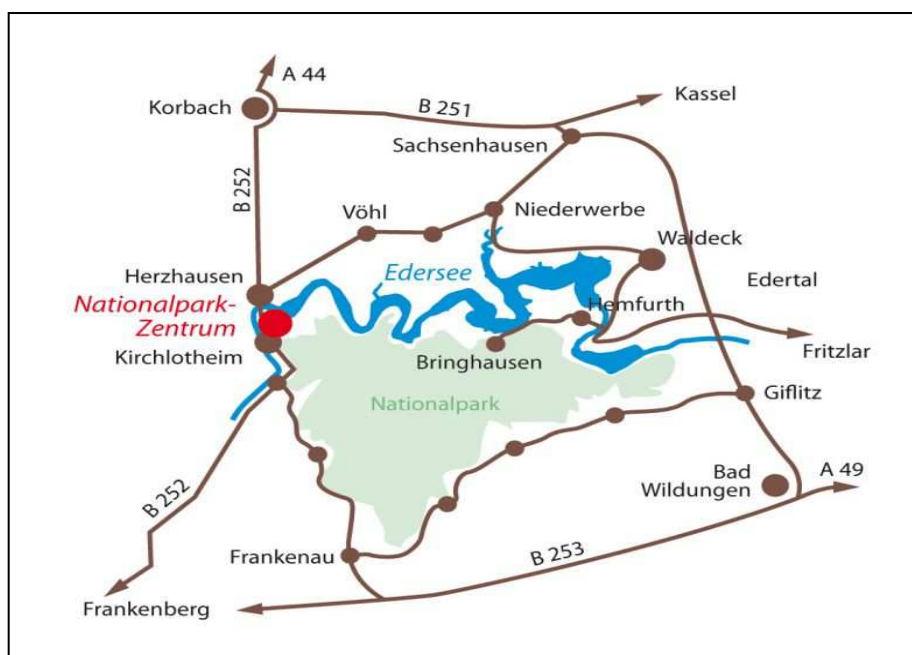 A 44
Kassel
Korbach
B 251
Sachsenhausen
B 252
Vöhl
Niederwerbe
Waldeck
Herzhausen
Edersee
Edertal
Nationalpark-
Zentrum
Hemfurth
Kirchlotheim
Bringhausen
Fritzlar
Nationalpark
Giflitz
Bad
Wildungen
A 49
B 252
Frankenau
B 253
Frankenberg